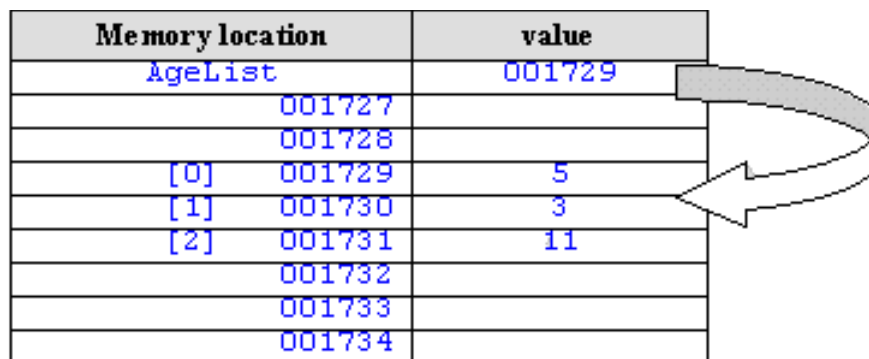 Memory location value
AgeList 001729
001727
001728
[0] 001729 5
[1] 001730 3
[2] 001731 11
001732
001733
001734